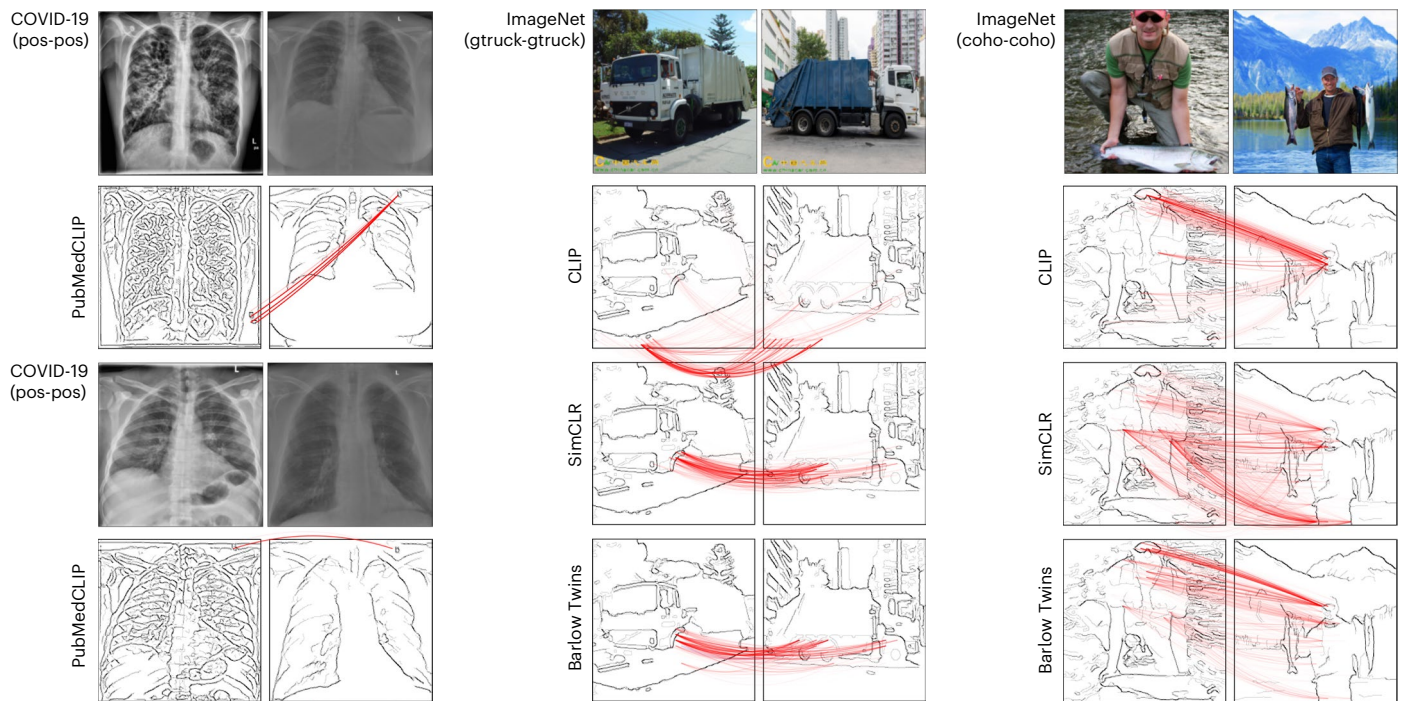 COVID-19
(pos-pos)
L
L
PubMedCLIP
COVID-19
(pos-pos)
L
L
PubMedCLIP
ImageNet
(gtruck-gtruck)
CLIP
SimCLR
Barlow Twins
ImageNet
(coho-coho)
CLIP
SimCLR
Barlow Twins